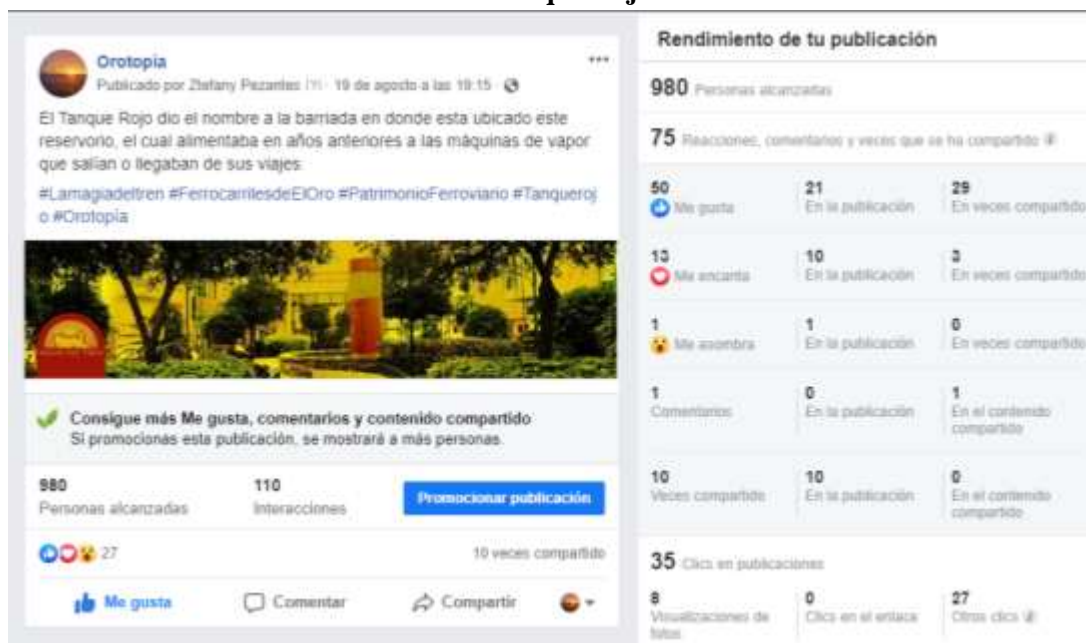 Orotopía
Publicado por Ztefany Pezantes 19 de agosto a las 19:15
El Tanque Rojo dio el nombre a la barriada en donde esta ubicado este
reservorio, el cual alimentaba en años anteriores a las máquinas de vapor
que salían o llegaban de sus viajes
#Lamagiadeltren #FerrocarrilesdeElOro #PatrimonioFerroviario #Tanqueroj
o #Orotopía
Consigue más Me gusta, comentarios y contenido compartido
Si promocionas esta publicación, se mostrará a más personas.
980
Personas alcanzadas
110
Interacciones
Promocionar publicación
27
10 veces compartido
Me gusta
Comentar
Compartir
Rendimiento de tu publicación
980 Personas alcanzadas
75 Reacciones, comentarios y veces que se ha compartido
50
Me gusta
21
En la publicación
29
En veces compartido
13
Me encanta
10
En la publicación
3
En veces compartido
1
Me asombra
1
En la publicación
0
En veces compartido
1
Comentarios
0
En la publicación
1
En el contenido
compartido
10
Veces compartido
10
En la publicación
0
En el contenido
compartido
35 Clics en publicaciones
8
Visualizaciones de
fotos
0
Clics en el enlace
27
Otros clics